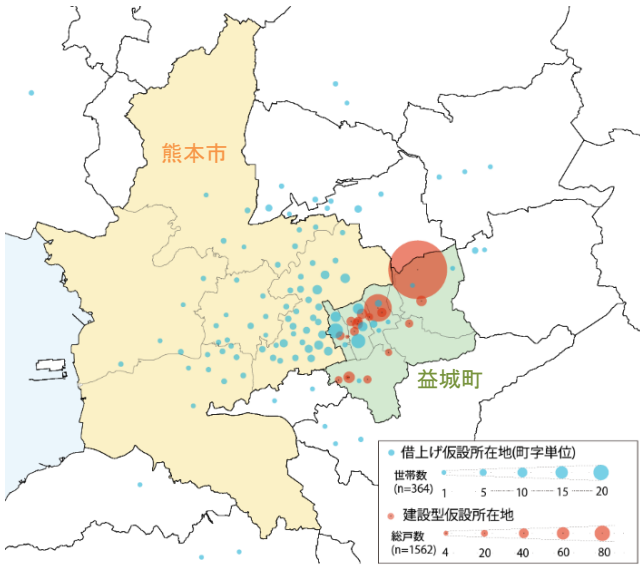 熊本市
益城町
借上げ仮設所在地(町字単位)
世帯数
(n=364)
1 5 10 15 20
建設型仮設所在地
総戸数
(n=1562)
4 20 40 60 80